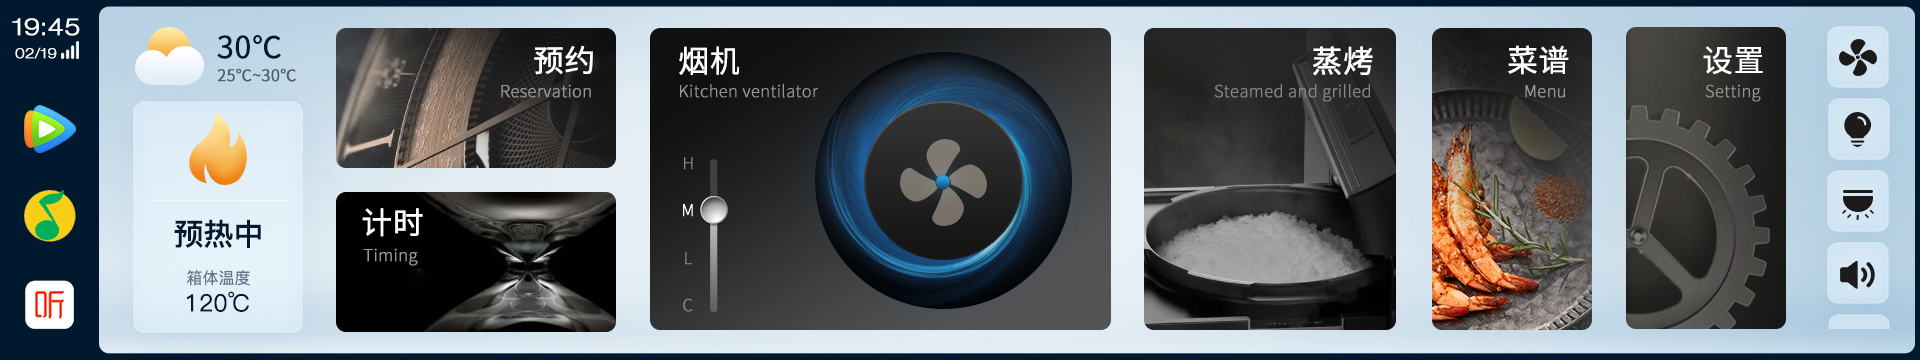 19:45
02/19
听
30℃
25℃~30℃
预热中
箱体温度
120℃
预约
Reservation
计时
Timing
烟机
Kitchen ventilator
H
M
L
C
蒸烤
Steamed and grilled
菜谱
Menu
设置
Setting